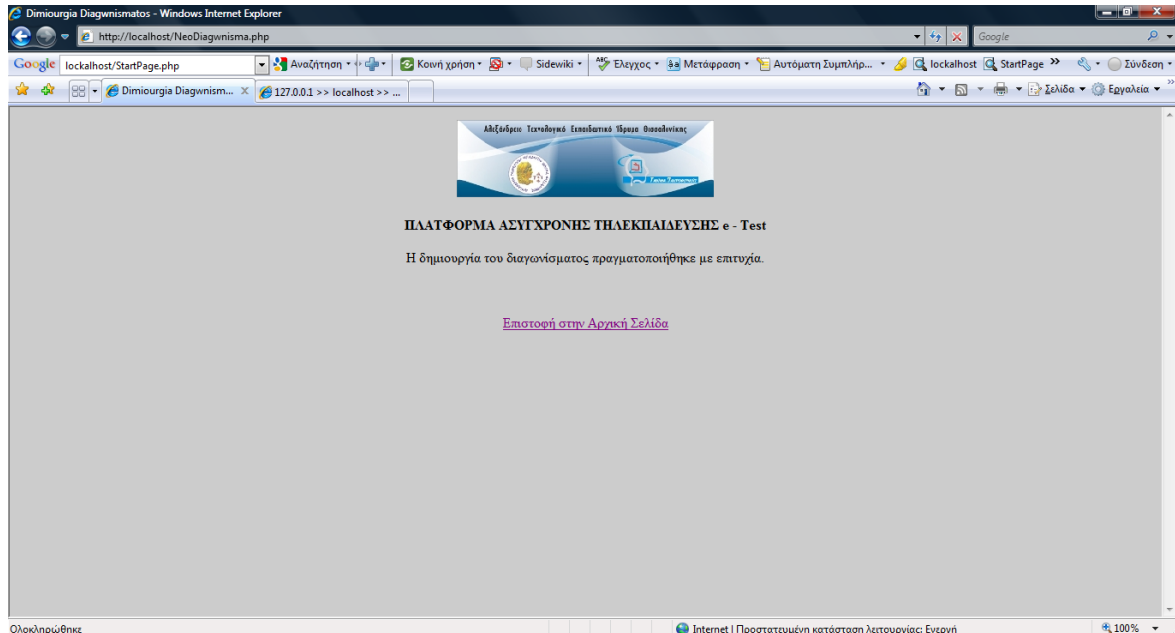 Dimiourgia Diagwnismatos - Windows Internet Explorer
http://localhost/NeoDiagwnisma.php
Google
Google lockalhost/StartPage.php Αναζήτηση Κοινή χρήση Sidewiki ABC Έλεγχος Μετάφραση Αυτόματη Συμπλήρ... lockalhost StartPage Σύνδεση
Dimiourgia Diagwnism... 127.0.0.1 >> localhost >> ... Σελίδα Εργαλεία
Αλεξάνδρειο Τεχνολογικό Εκπαιδευτικό Ίδρυμα Θεσσαλονίκης
ΠΛΑΤΦΟΡΜΑ ΑΣΥΓΧΡΟΝΗΣ ΤΗΛΕΚΠΑΙΔΕΥΣΗΣ e - Test
Η δημιουργία του διαγωνίσματος πραγματοποιήθηκε με επιτυχία.
Επιστοφή στην Αρχική Σελίδα
Ολοκληρώθηκε Internet | Προστατευμένη κατάσταση λειτουργίας: Ενεργή 100%